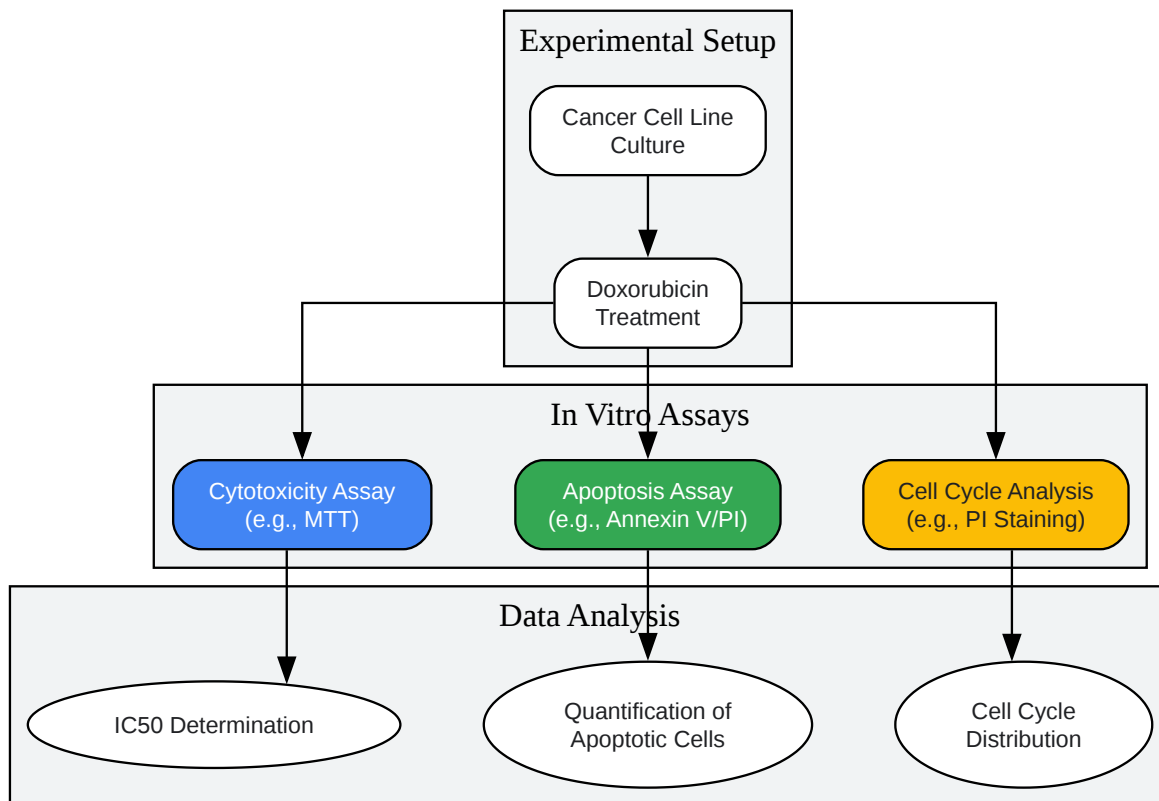 Experimental Setup
Cancer Cell Line
Culture
Doxorubicin
Treatment
In Vitro Assays
Cytotoxicity Assay
(e.g., MTT)
Apoptosis Assay
(e.g., Annexin V/PI)
Cell Cycle Analysis
(e.g., PI Staining)
Data Analysis
IC50 Determination
Quantification of
Apoptotic Cells
Cell Cycle
Distribution